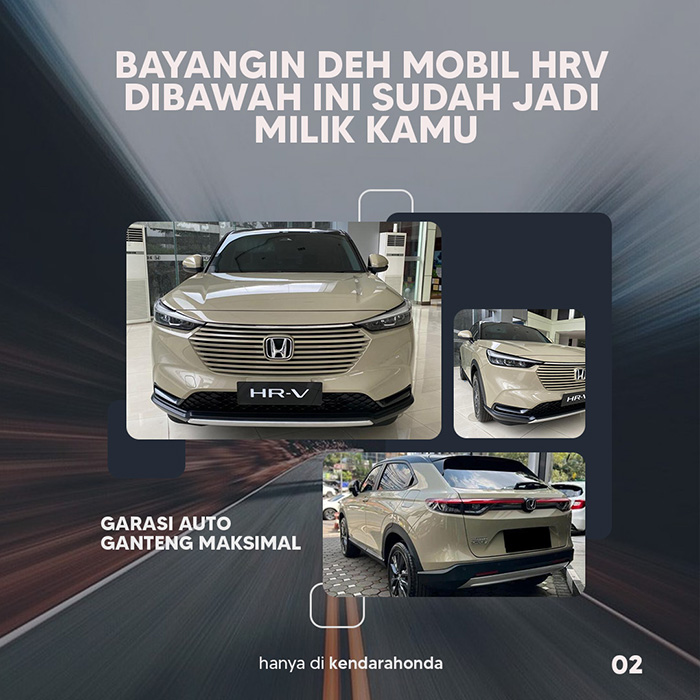 BAYANGIN DEH MOBIL HRV
DIBAWAH INI SUDAH JADI
MILIK KAMU
HR-V
HR-V
GARASI AUTO
GANTENG MAKSIMAL
hanya di kendarahonda
02